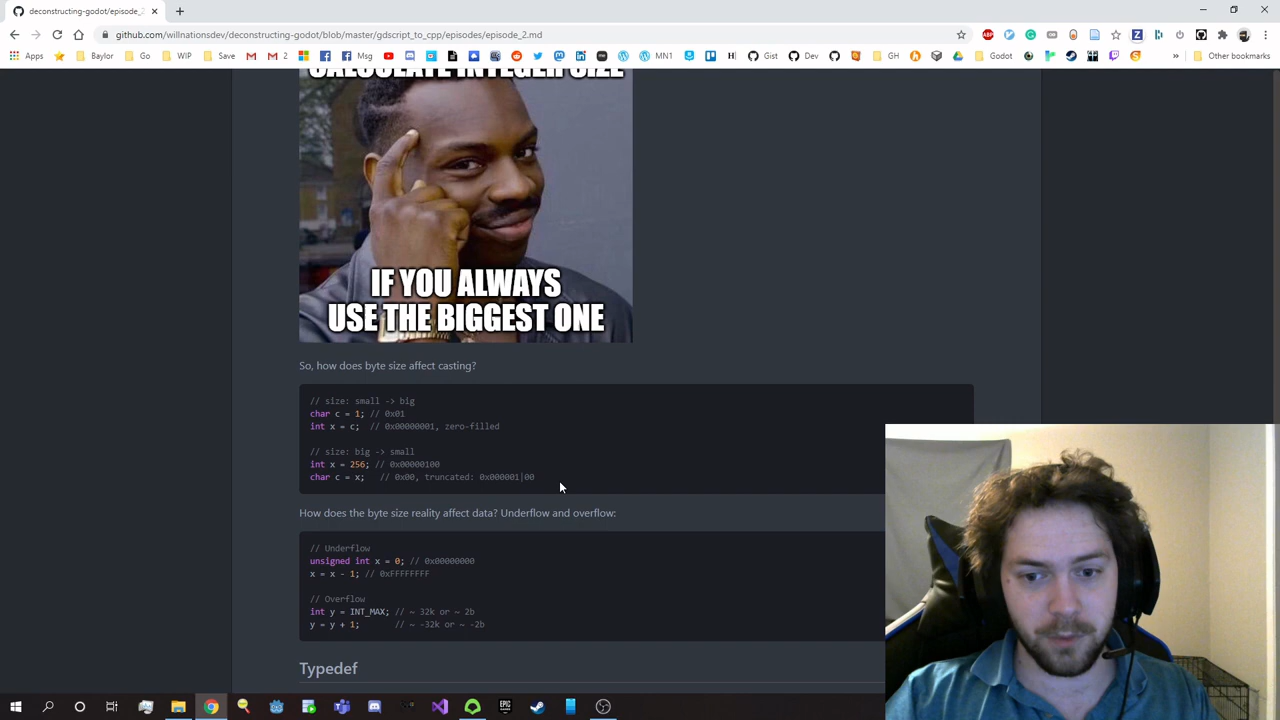 deconstructing-godot/episode_2
github.com/willnationsdev/deconstructing-godot/blob/master/gdscript_to_cpp/episodes/episode_2.md
Apps Baylor Go WIP Save M M 2 Msg MN1 Gist Dev GH Godot Other bookmarks
CALCULATE INTEGER SIZE
IF YOU ALWAYS
USE THE BIGGEST ONE
So, how does byte size affect casting?
// size: small -> big
char c = 1; // 0x01
int x = c; // 0x00000001, zero-filled
// size: big -> small
int x = 256; // 0x00000100
char c = x; // 0x00, truncated: 0x000001|00
How does the byte size reality affect data? Underflow and overflow:
// Underflow
unsigned int x = 0; // 0x00000000
x = x - 1; // 0xFFFFFFFF
// Overflow
int y = INT_MAX; // ~ 32k or ~ 2b
y = y + 1; // ~ -32k or ~ -2b
Typedef